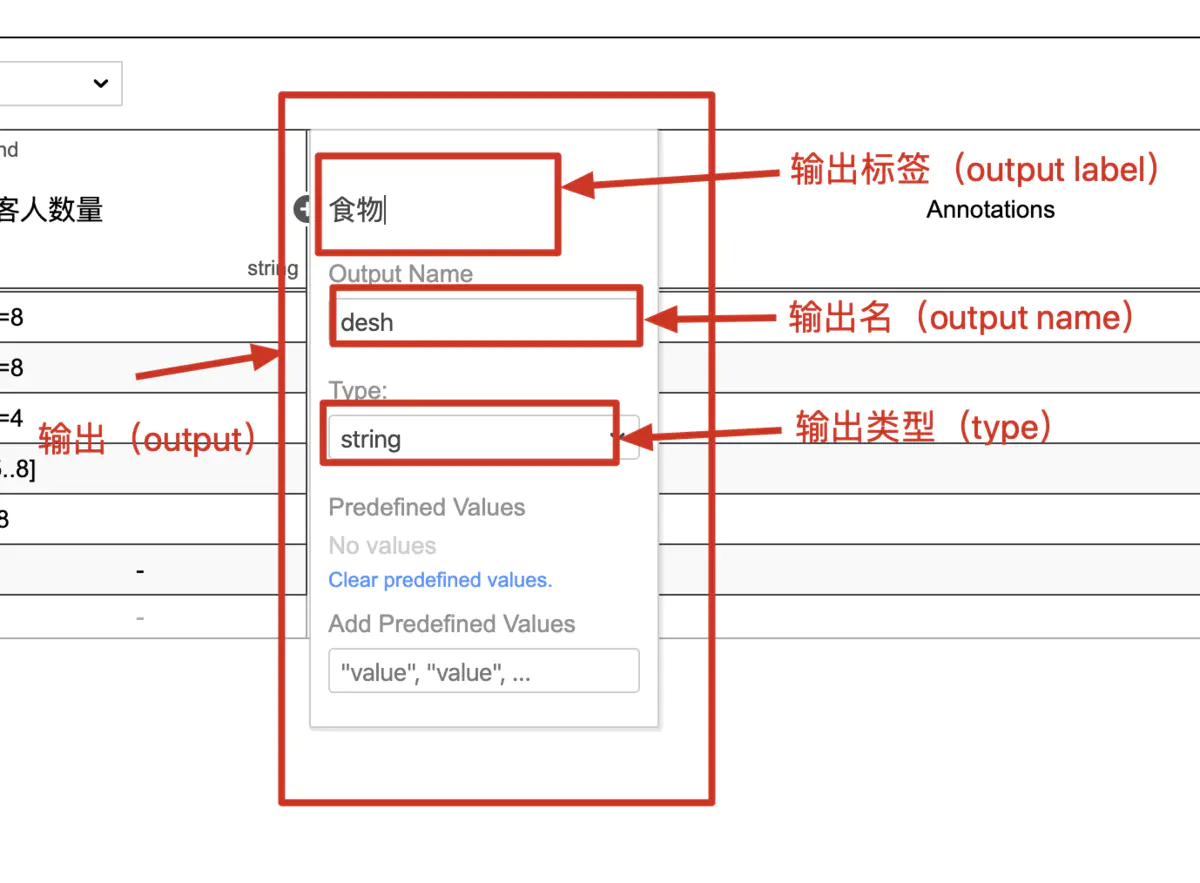 nd
输出标签（output label）
客人数量
食物
Annotations
string
Output Name
=8
desh
输出名（output name）
=8
Type:
=4
输出（output）
string
输出类型（type）
..8]
Predefined Values
8
No values
-
Clear predefined values.
-
Add Predefined Values
"value", "value", ...